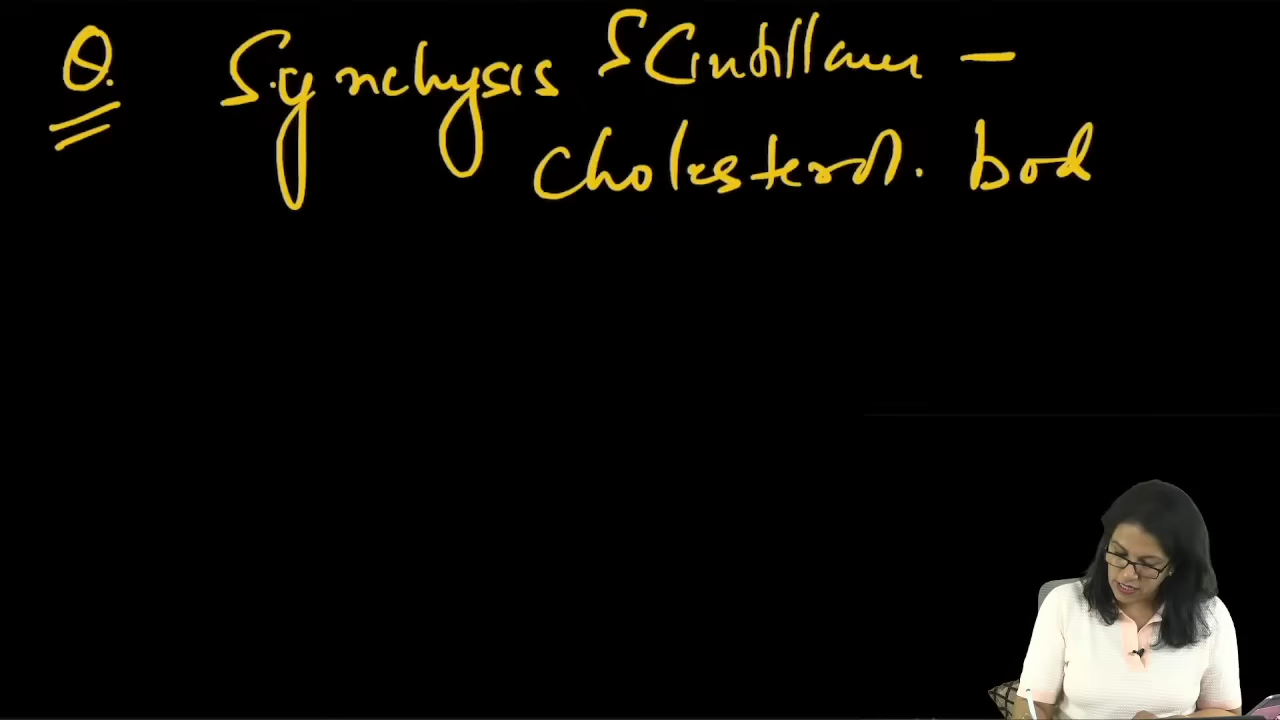 Q. Synchysis Scintillans –
Cholesterol. bod